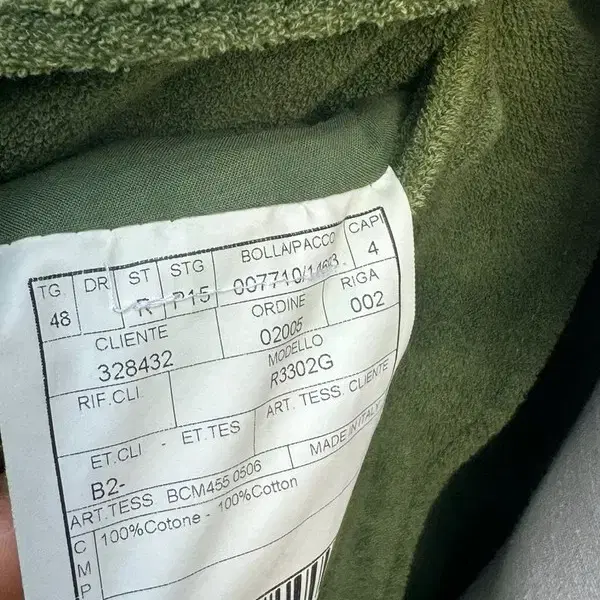 TG DR ST STG BOLLA/PACCO CAPI
48 R P15 007710/ 4
CLIENTE ORDINE RIGA
328432 02005 002
RIF.CLI MODELLO
R3302G
ET.CLI - ET.TES ART. TESS. CLIENTE
B2-
ART.TESS BCM455 0506 MADE IN ITALY
CMP 100%Cotone - 100%Cotton